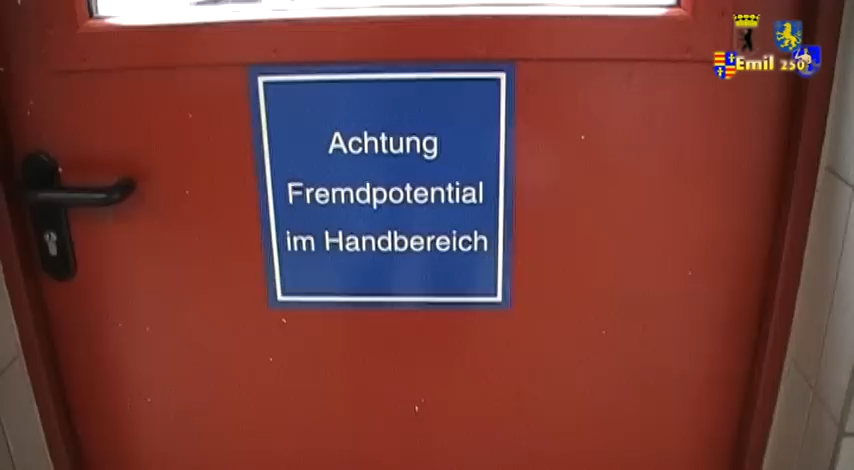 Emil 250
Achtung
Fremdpotential
im Handbereich